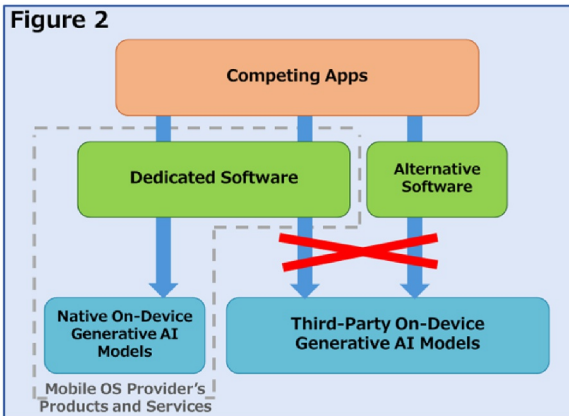 Figure 2
Competing Apps
Dedicated Software
Alternative
Software
Native On-Device
Generative AI
Models
Third-Party On-Device
Generative AI Models
Mobile OS Provider's
Products and Services